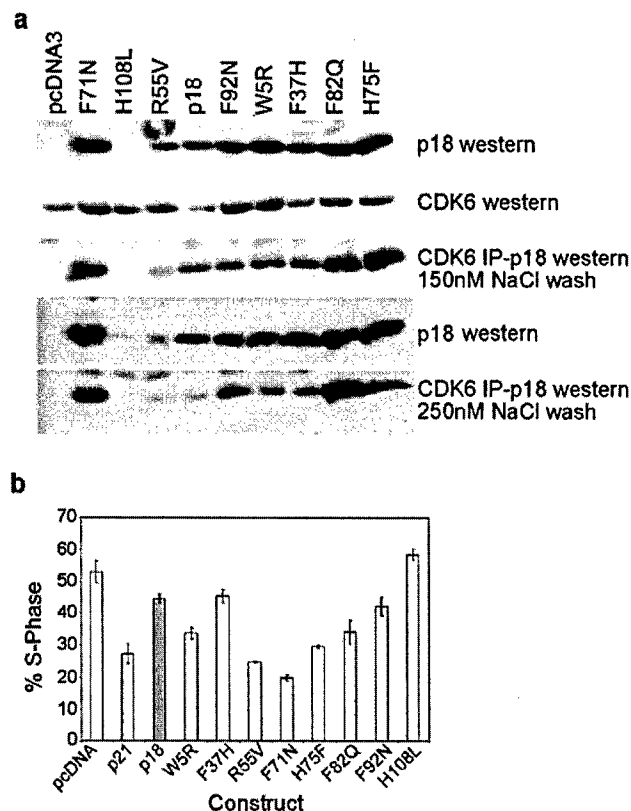 a
pcDNA3
F71N
H108L
R55V
p18
F92N
W5R
F37H
F82Q
H75F
p18 western
CDK6 western
CDK6 IP-p18 western
150nM NaCl wash
p18 western
CDK6 IP-p18 western
250nM NaCl wash
b
% S-Phase
70
60
50
40
30
20
10
0
pcDNA
p21
p18
W5R
F37H
R55V
F71N
H75F
F82Q
F92N
H108L
Construct